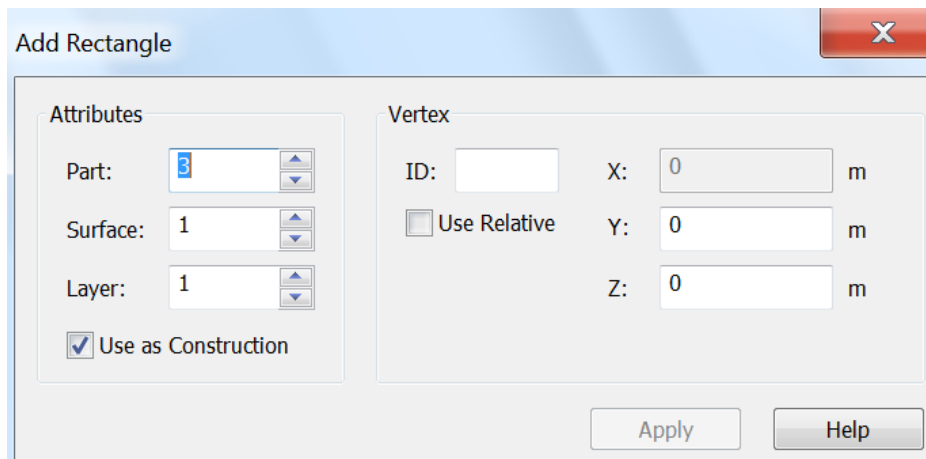 Add Rectangle
Attributes
Part: 3
Surface: 1
Layer: 1
Use as Construction
Vertex
ID:
Use Relative
X: 0 m
Y: 0 m
Z: 0 m
Apply
Help